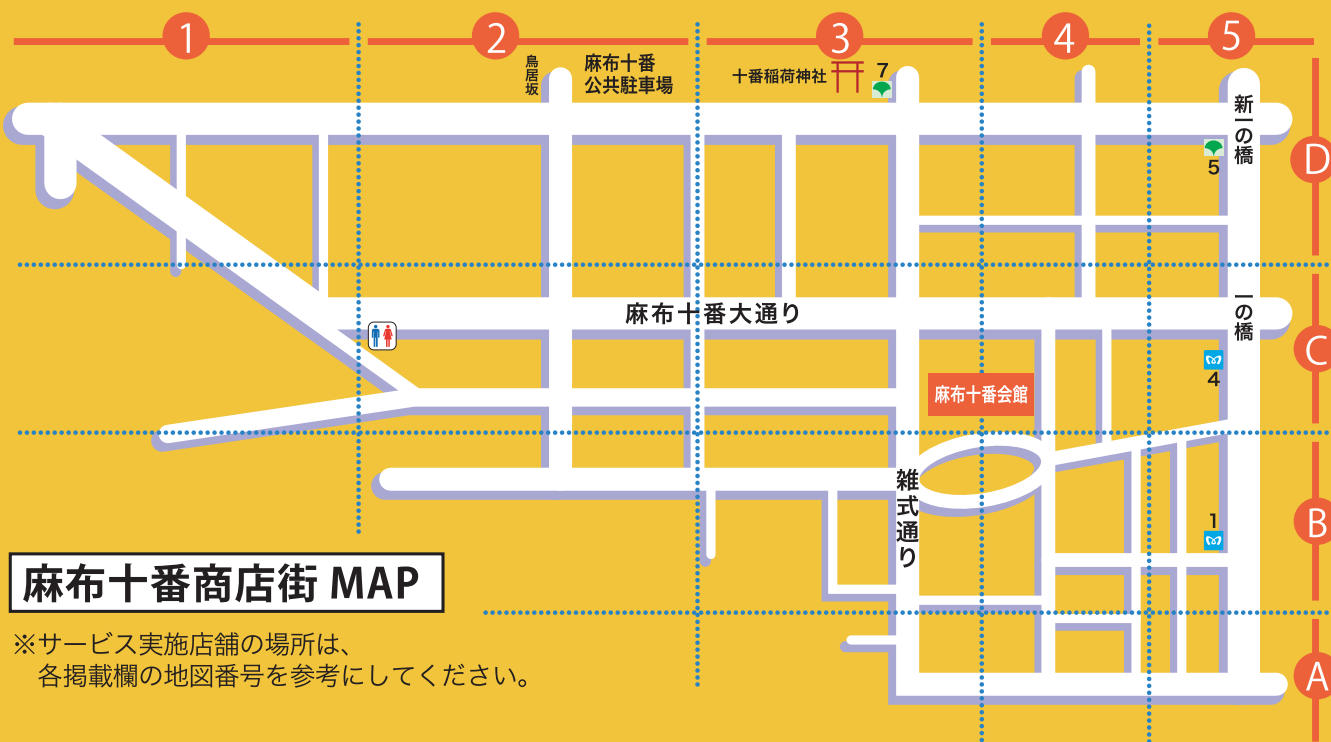 1
2
3
4
5
鳥居坂
麻布十番
公共駐車場
十番稲荷神社
7
新一の橋
5
D
麻布十番大通り
一の橋
4
C
麻布十番会館
雑式通り
1
B
麻布十番商店街 MAP
※サービス実施店舗の場所は、
各掲載欄の地図番号を参考にしてください。
A